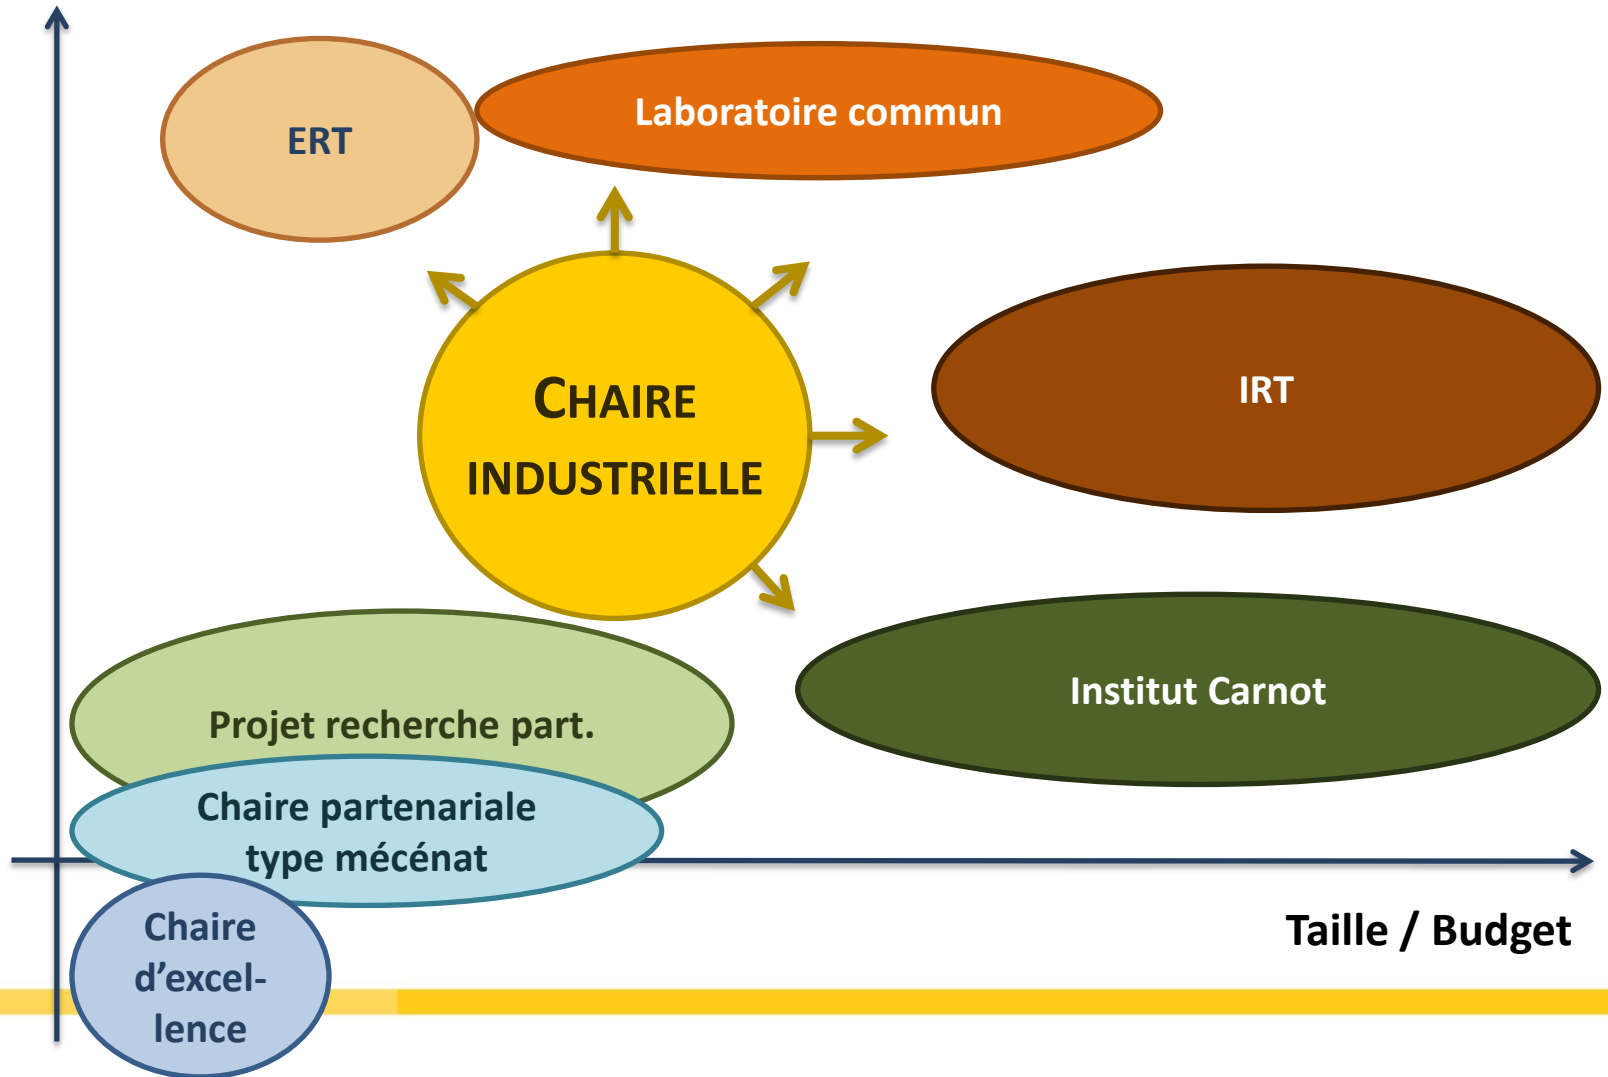 ERT
Laboratoire commun
CHAIRE
INDUSTRIELLE
IRT
Institut Carnot
Projet recherche part.
Chaire partenariale
type mécénat
Taille / Budget
Chaire
d’excel-
lence